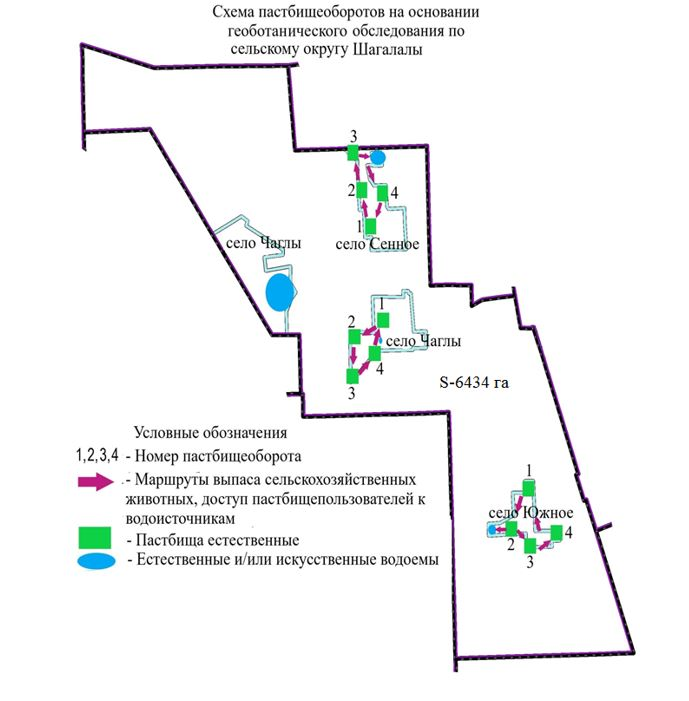 Схема пастбищеоборотов на основании
геоботанического обследования по
сельскому округу Шагалалы
3
2
4
1
село Сенное
село Чаглы
1
2
село Чаглы
4
3
S-6434 га
Условные обозначения
1,2,3,4 - Номер пастбищеоборота
- Маршруты выпаса сельскохозяйственных
животных, доступ пастбищепользователей к
водоисточникам
- Пастбища естественные
- Естественные и/или искусственные водоемы
1
село Южное
2
4
3